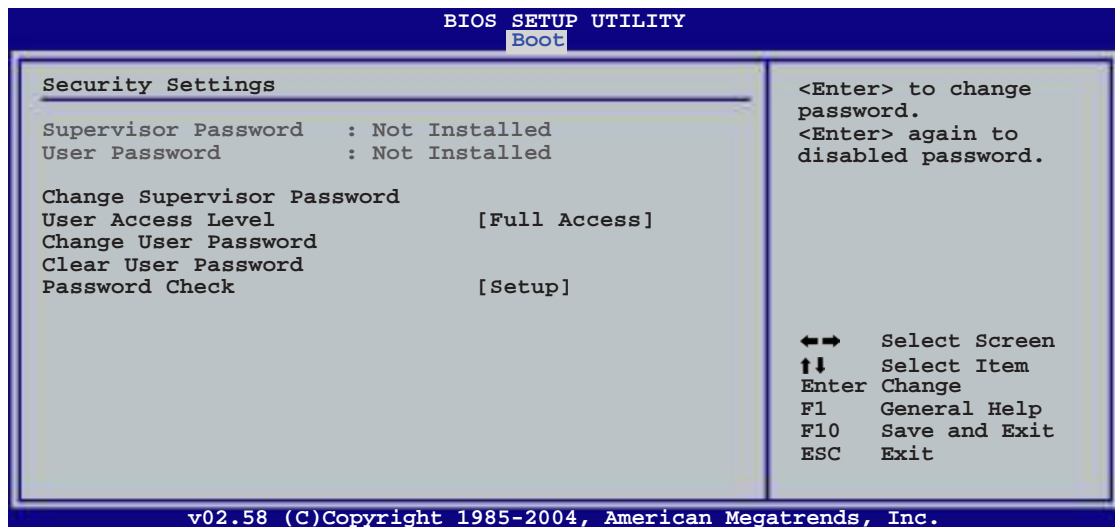 BIOS SETUP UTILITY
Boot
Security Settings
Supervisor Password : Not Installed
User Password : Not Installed
Change Supervisor Password
User Access Level [Full Access]
Change User Password
Clear User Password
Password Check [Setup]
<Enter> to change
password.
<Enter> again to
disabled password.
←→ Select Screen
↑↓ Select Item
Enter Change
F1 General Help
F10 Save and Exit
ESC Exit
v02.58 (C)Copyright 1985-2004, American Megatrends, Inc.